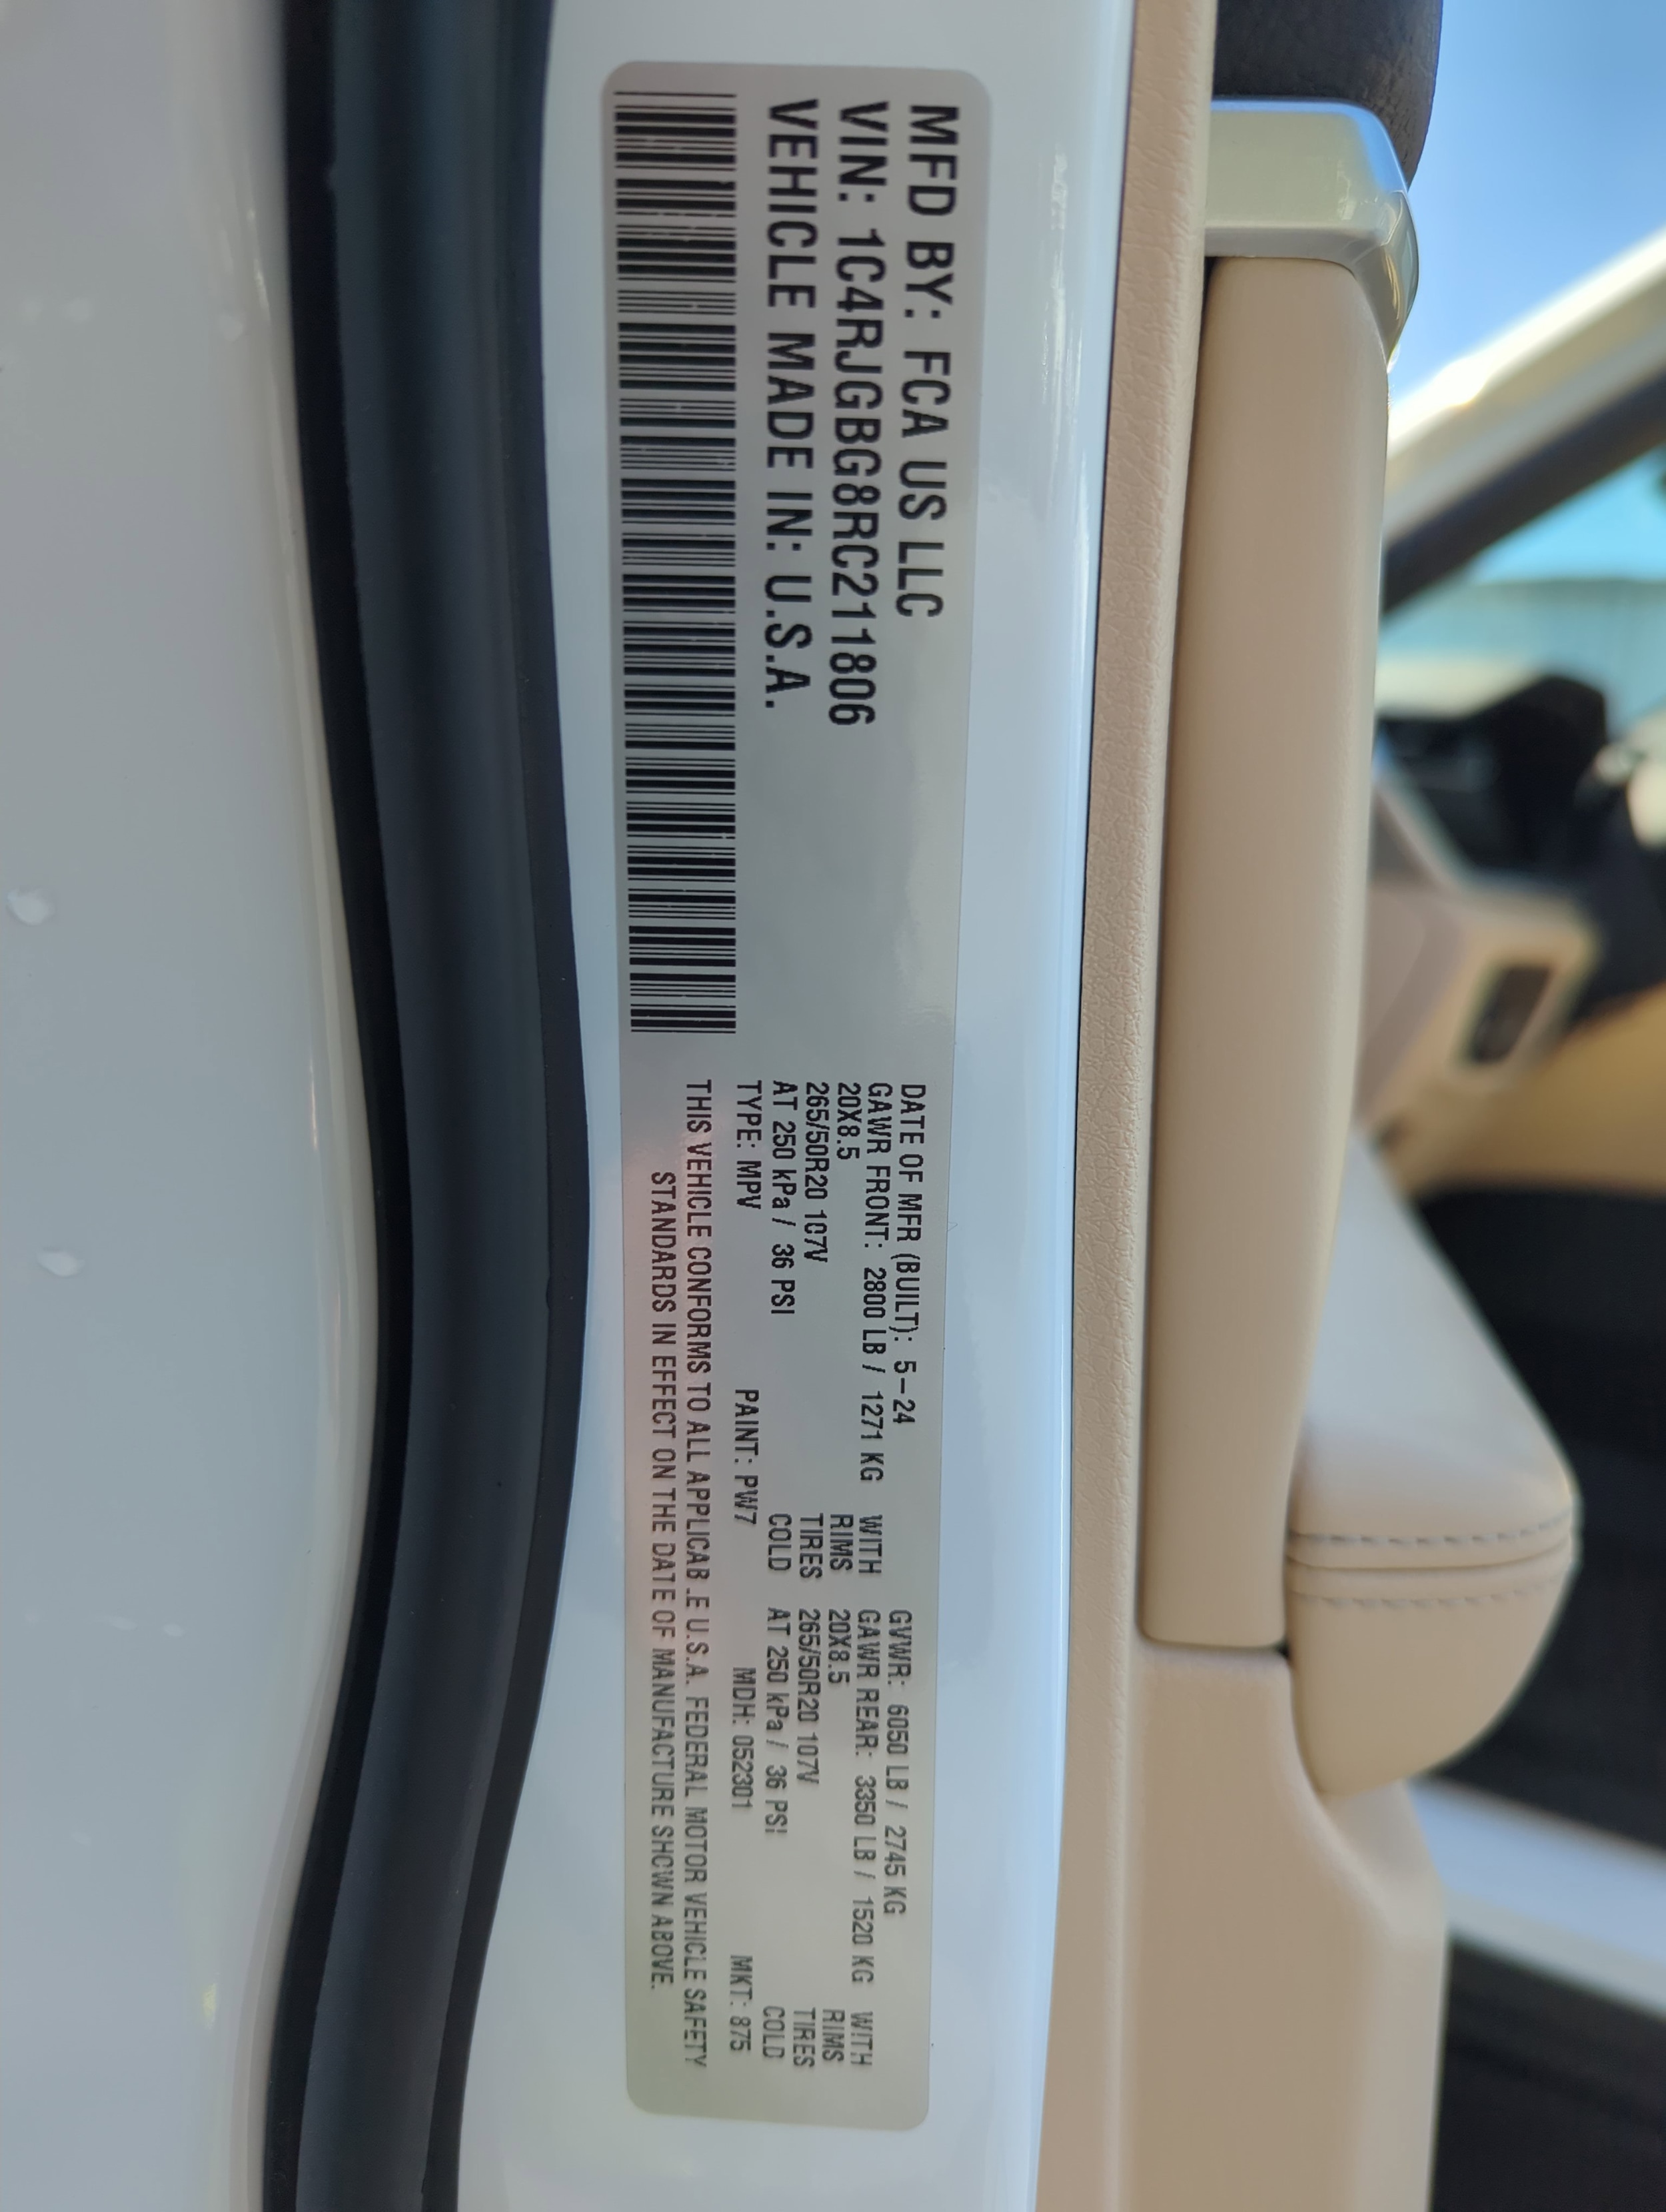 MFD BY: FCA US LLC
VIN: 1C4RJGBG8RC211806
VEHICLE MADE IN: U.S.A.
DATE OF MFR (BUILT): 5-24 GVWR: 6050 LB / 2745 KG
GAWR FRONT: 2800 LB / 1271 KG WITH GAWR REAR: 3350 LB / 1520 KG WITH
20X8.5 RIMS 20X8.5 RIMS
265/50R20 107V TIRES 265/50R20 107V TIRES
AT 250 kPa / 36 PSI COLD AT 250 kPa / 36 PSI COLD
TYPE: MPV PAINT: PW7 MDH: 052301 MKT: 875
THIS VEHICLE CONFORMS TO ALL APPLICABLE U.S.A. FEDERAL MOTOR VEHICLE SAFETY
STANDARDS IN EFFECT ON THE DATE OF MANUFACTURE SHOWN ABOVE.